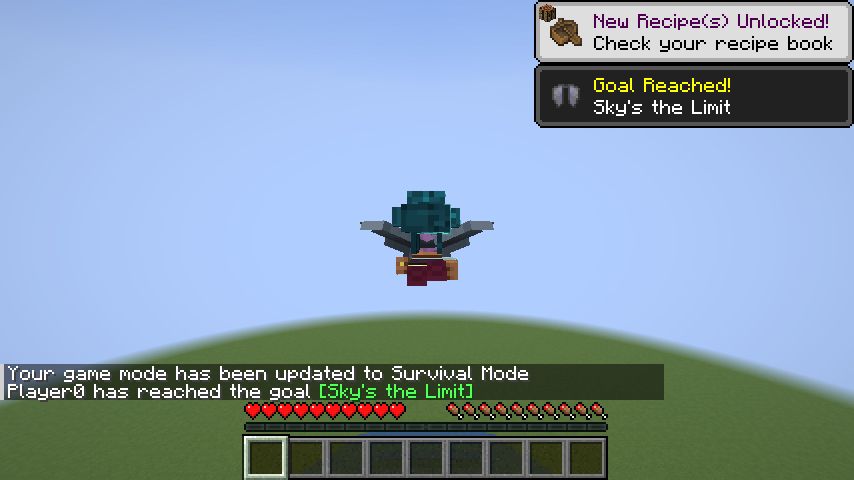 New Recipe(s) Unlocked!
Check your recipe book
Goal Reached!
Sky's the Limit
Your game mode has been updated to Survival Mode
Player0 has reached the goal [Sky's the Limit]